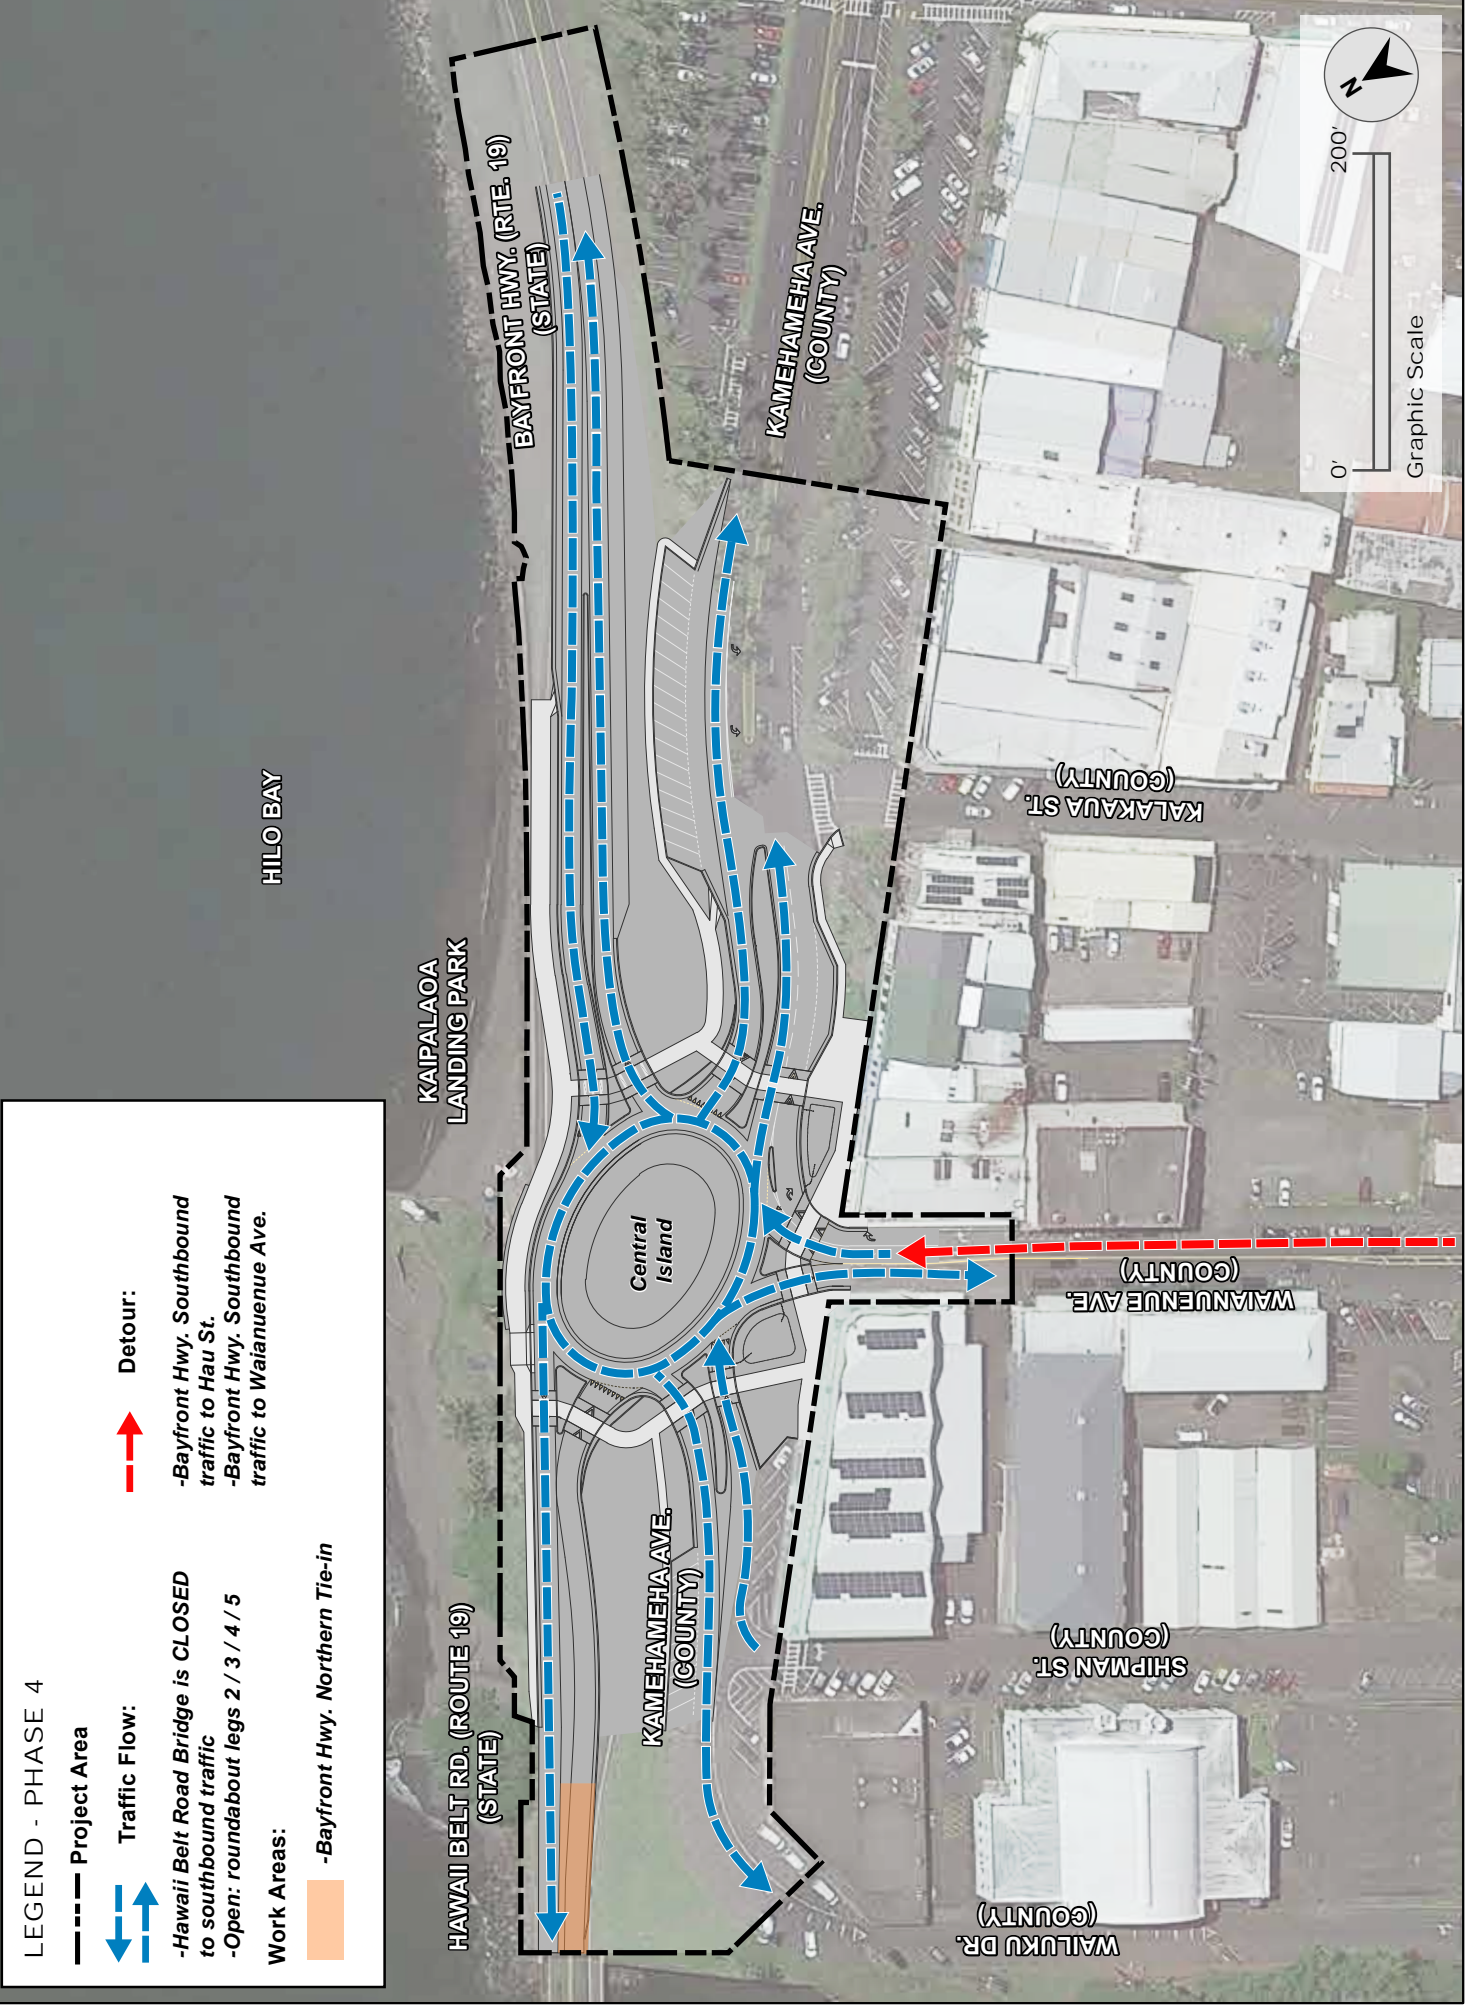 LEGEND - PHASE 4
Project Area
Traffic Flow:
-Hawaii Belt Road Bridge is CLOSED
to southbound traffic
-Open: roundabout legs 2 / 3 / 4 / 5
Work Areas:
-Bayfront Hwy. Northern Tie-in
Detour:
-Bayfront Hwy. Southbound
traffic to Hau St.
-Bayfront Hwy. Southbound
traffic to Waianuenue Ave.
HILO BAY
KAIPALAOA
LANDING PARK
HAWAII BELT RD. (ROUTE 19)
(STATE)
BAYFRONT HWY. (RTE. 19)
(STATE)
Central
Island
KAMEHAMEHA AVE.
(COUNTY)
KAMEHAMEHA AVE.
(COUNTY)
WAILUKU DR.
(COUNTY)
SHIPMAN ST.
(COUNTY)
WAIANUENUE AVE.
(COUNTY)
KALAKAUA ST.
(COUNTY)
N
0' 200'
Graphic Scale